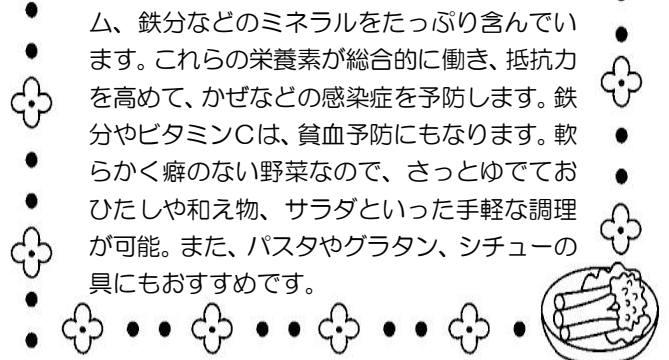 ム、鉄分などのミネラルをたっぷり含んでい
ます。これらの栄養素が総合的に働き、抵抗力
を高めて、かぜなどの感染症を予防します。鉄
分やビタミンCは、貧血予防にもなります。軟
らかく癖のない野菜なので、さっとゆでてお
ひたしや和え物、サラダといった手軽な調理
が可能。また、パスタやグラタン、シチューの
具にもおすすめです。